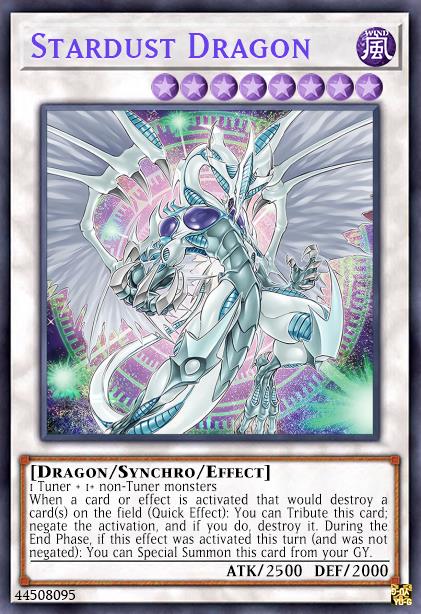 Stardust Dragon
WIND
風
[Dragon/Synchro/Effect]
1 Tuner + 1+ non-Tuner monsters
When a card or effect is activated that would destroy a
card(s) on the field (Quick Effect): You can Tribute this card;
negate the activation, and if you do, destroy it. During the
End Phase, if this effect was activated this turn (and was not
negated): You can Special Summon this card from your GY.
ATK/2500 DEF/2000
44508095